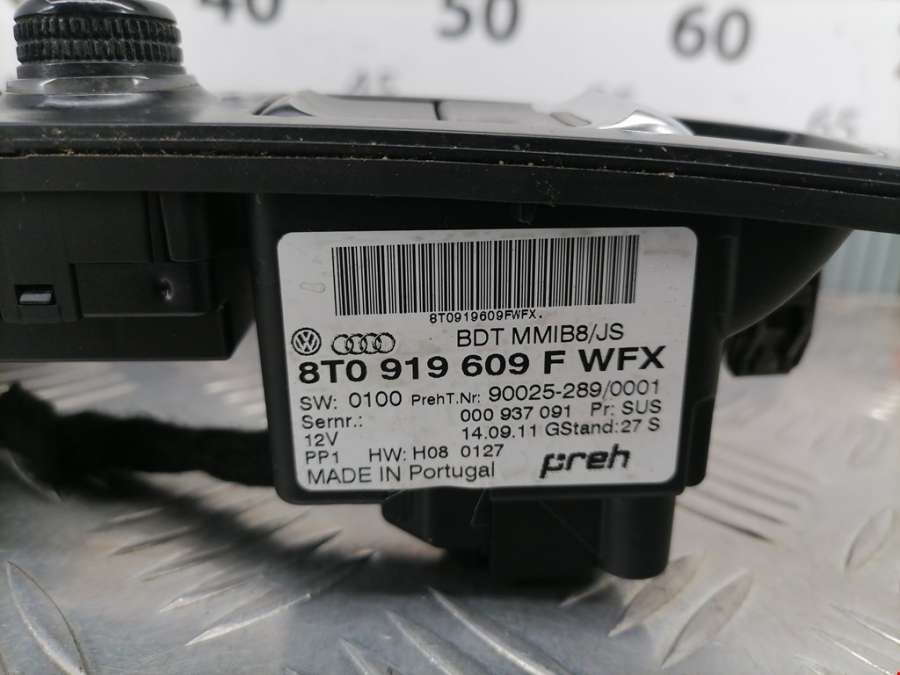 40
50
60
45
65
8T0919609FWFX.
BDT MMIB8/JS
8T0 919 609 F WFX
SW: 0100 PrehT.Nr: 90025-289/0001
Sernr.: 000 937 091 Pr: SUS
12V 14.09.11 GStand: 27 S
PP1 HW: H08 0127
MADE IN Portugal preh